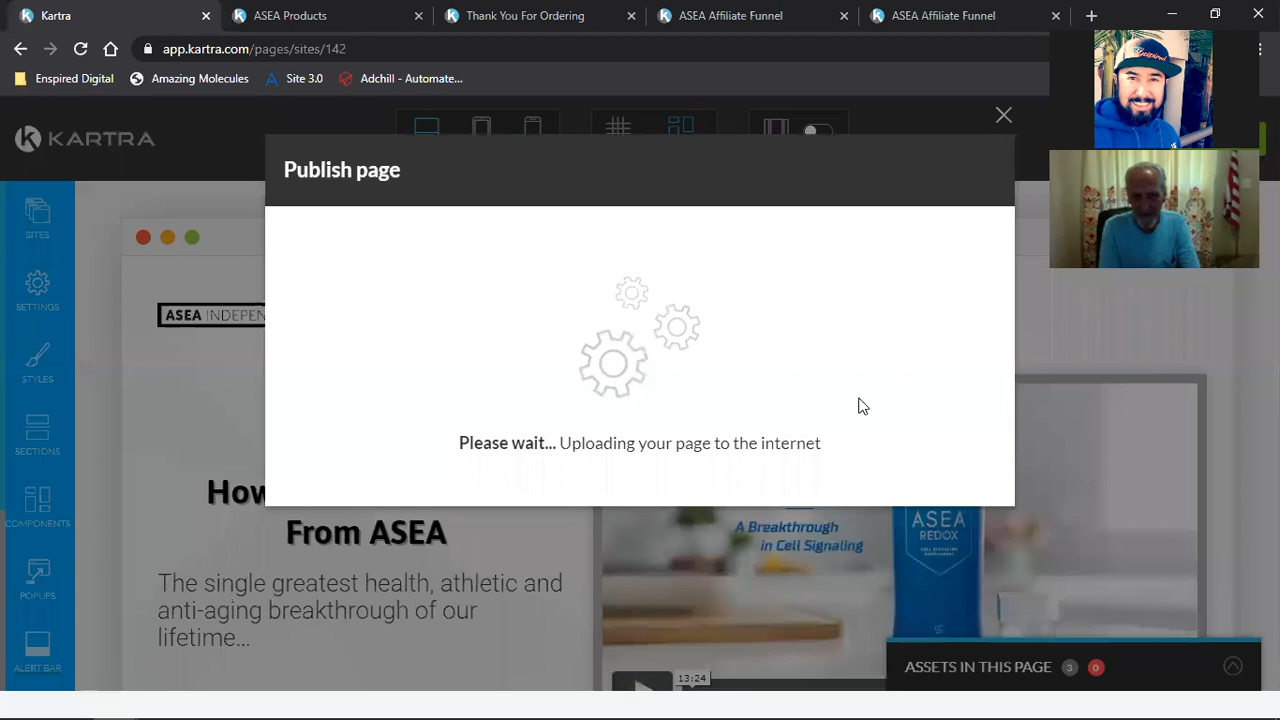 Kartra
ASEA Products
Thank You For Ordering
ASEA Affiliate Funnel
ASEA Affiliate Funnel
app.kartra.com/pages/sites/142
Enspired Digital
Amazing Molecules
Site 3.0
Adchill - Automate...
KARTRA
Publish page
SITES
SETTINGS
STYLES
SECTIONS
COMPONENTS
POPUPS
ALERT BAR
ASEA INDEPEN
Please wait... Uploading your page to the internet
How
From ASEA
The single greatest health, athletic and
anti-aging breakthrough of our
lifetime...
A Breakthrough
in Cell Signaling
ASEA
REDOX
13:24
ASSETS IN THIS PAGE 3 0